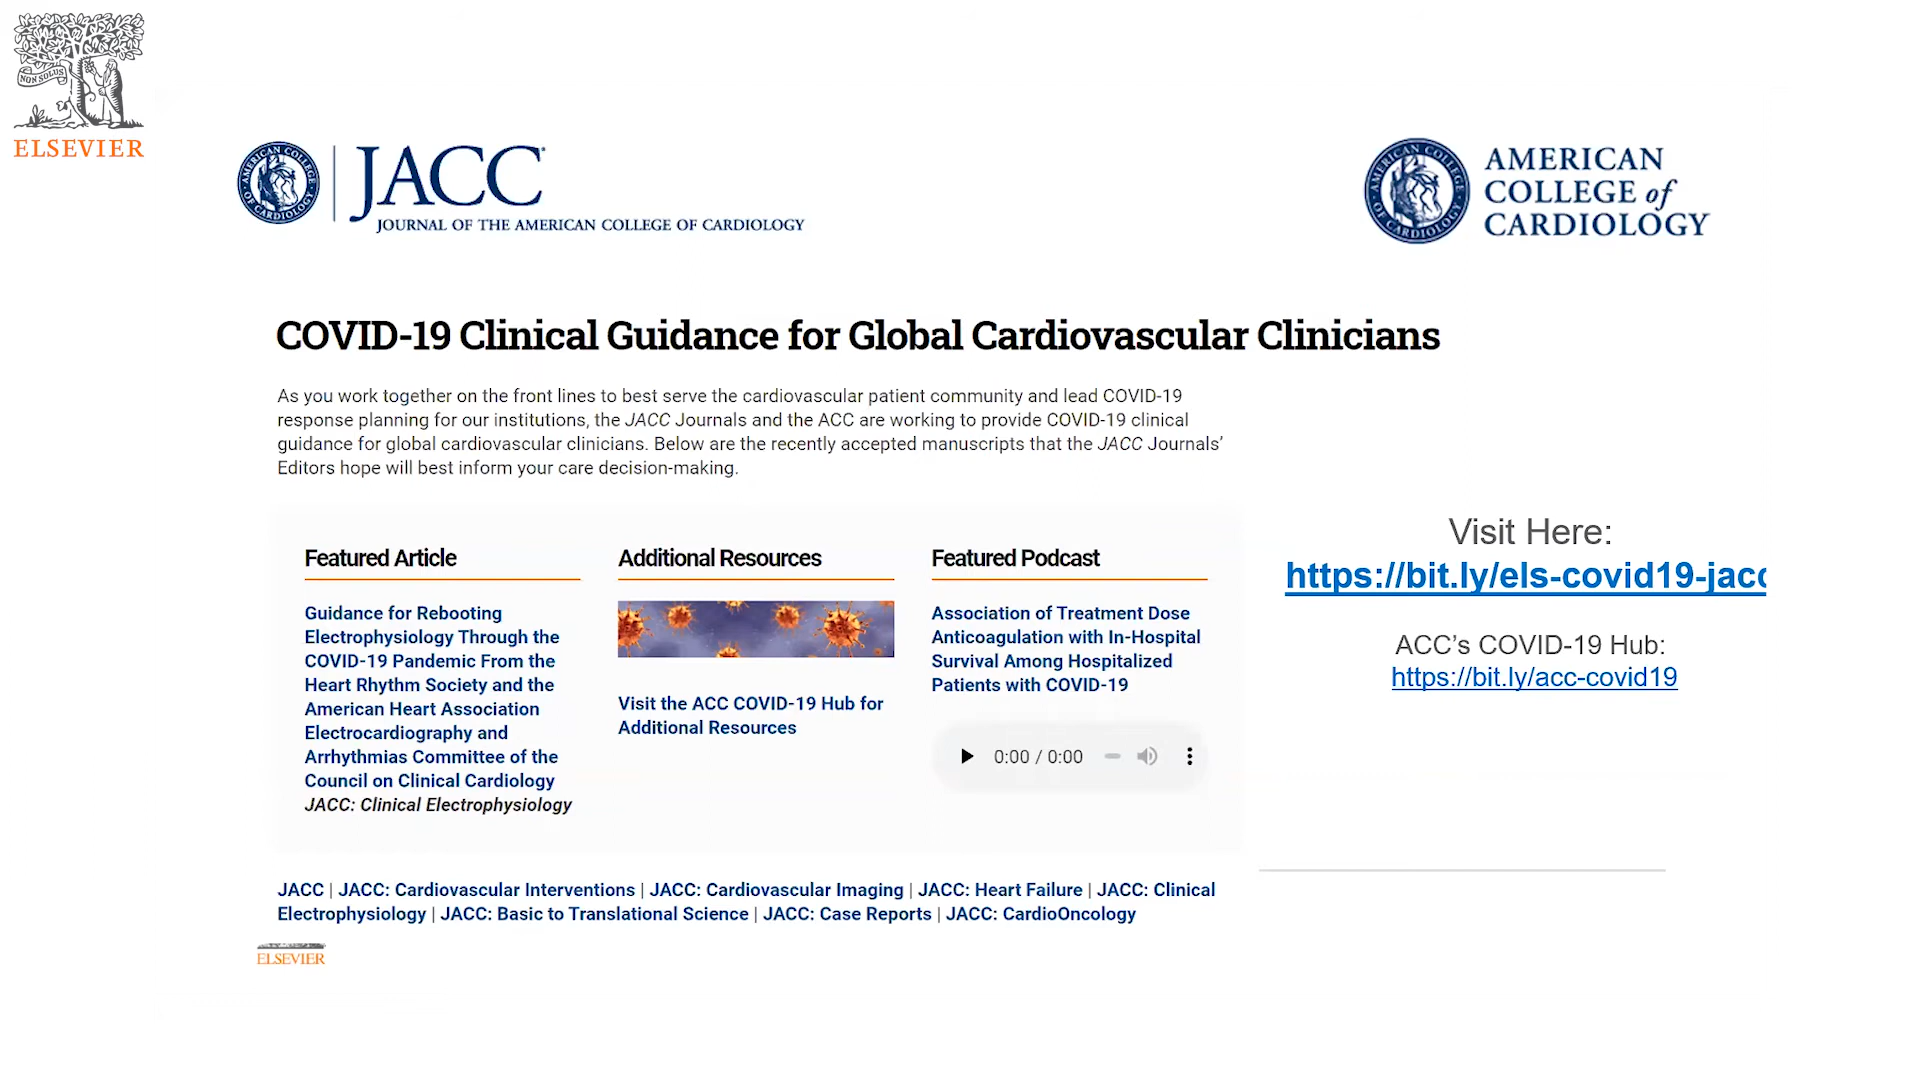 NON SOLUS
ELSEVIER
AMERICAN COLLEGE OF CARDIOLOGY
JACC
JOURNAL OF THE AMERICAN COLLEGE OF CARDIOLOGY
AMERICAN COLLEGE OF CARDIOLOGY
AMERICAN
COLLEGE of
CARDIOLOGY
COVID-19 Clinical Guidance for Global Cardiovascular Clinicians
As you work together on the front lines to best serve the cardiovascular patient community and lead COVID-19
response planning for our institutions, the JACC Journals and the ACC are working to provide COVID-19 clinical
guidance for global cardiovascular clinicians. Below are the recently accepted manuscripts that the JACC Journals’
Editors hope will best inform your care decision-making.
Featured Article
Guidance for Rebooting
Electrophysiology Through the
COVID-19 Pandemic From the
Heart Rhythm Society and the
American Heart Association
Electrocardiography and
Arrhythmias Committee of the
Council on Clinical Cardiology
JACC: Clinical Electrophysiology
Additional Resources
Visit the ACC COVID-19 Hub for
Additional Resources
Featured Podcast
Association of Treatment Dose
Anticoagulation with In-Hospital
Survival Among Hospitalized
Patients with COVID-19
0:00 / 0:00
Visit Here:
https://bit.ly/els-covid19-jacc
ACC’s COVID-19 Hub:
https://bit.ly/acc-covid19
JACC | JACC: Cardiovascular Interventions | JACC: Cardiovascular Imaging | JACC: Heart Failure | JACC: Clinical
Electrophysiology | JACC: Basic to Translational Science | JACC: Case Reports | JACC: CardioOncology
ELSEVIER